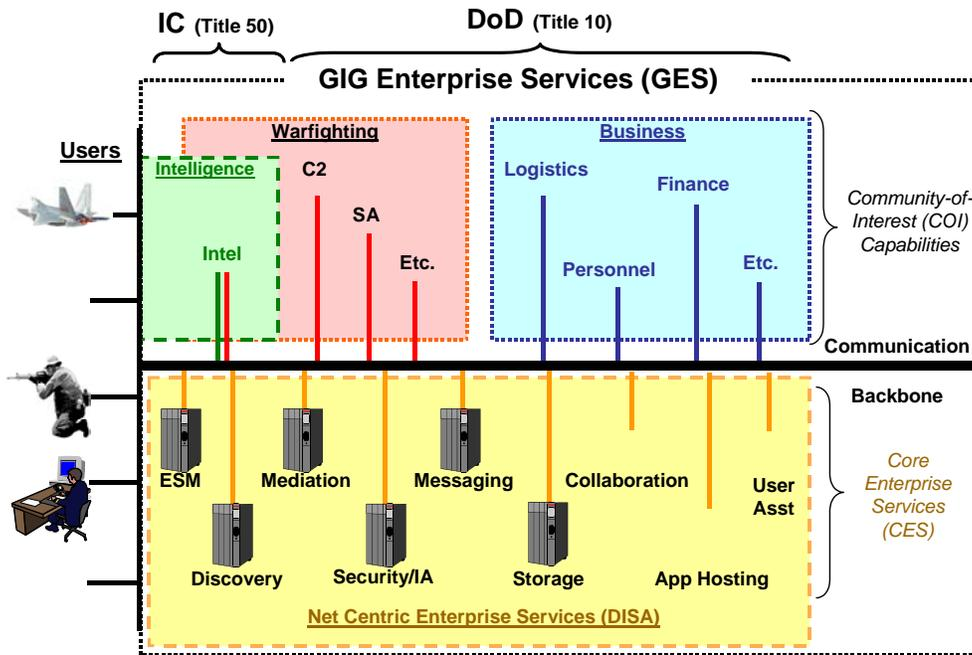 IC (Title 50)
DoD (Title 10)
GIG Enterprise Services (GES)
Users
Warfighting
Business
Intelligence
C2
SA
Etc.
Intel
Logistics
Finance
Personnel
Etc.
Community-of-
Interest (COI)
Capabilities
Communication
Backbone
ESM
Mediation
Messaging
Collaboration
User
Asst
Core
Enterprise
Services
(CES)
Discovery
Security/IA
Storage
App Hosting
Net Centric Enterprise Services (DISA)